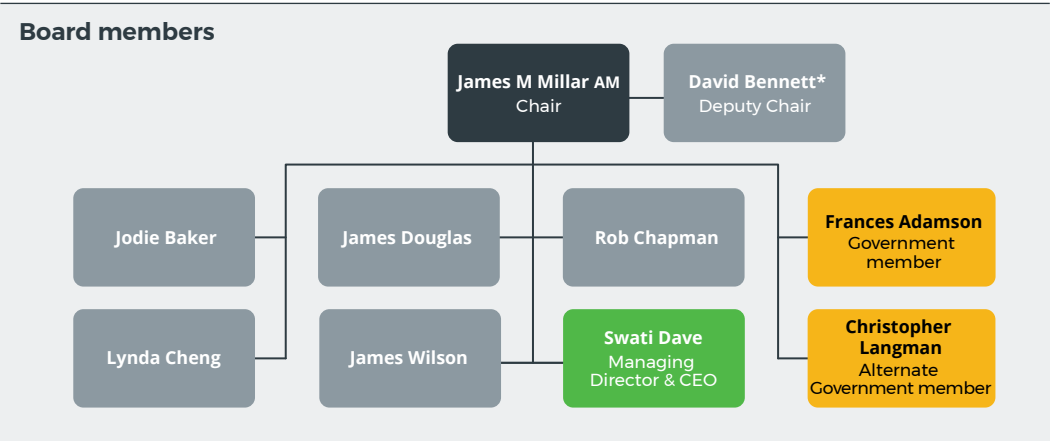 Board members
James M Millar AM
Chair
David Bennett*
Deputy Chair
Jodie Baker
James Douglas
Rob Chapman
Frances Adamson
Government
member
Lynda Cheng
James Wilson
Swati Dave
Managing
Director & CEO
Christopher
Langman
Alternate
Government member